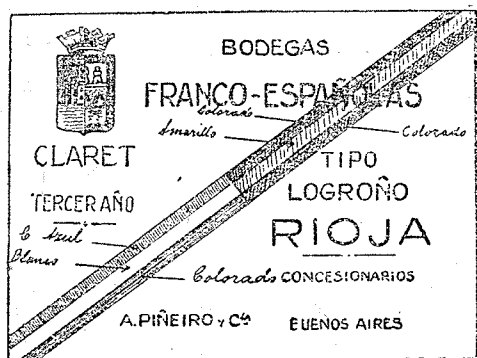 BODEGAS
FRANCO-ESPAÑOLAS
Colorado
Amarillo
Colorado
CLARET
TIPO
TERCER AÑO
LOGROÑO
RIOJA
Azul
Blanco
Colorado
CONCESIONARIOS
A. PIÑEIRO y Cía
BUENOS AIRES